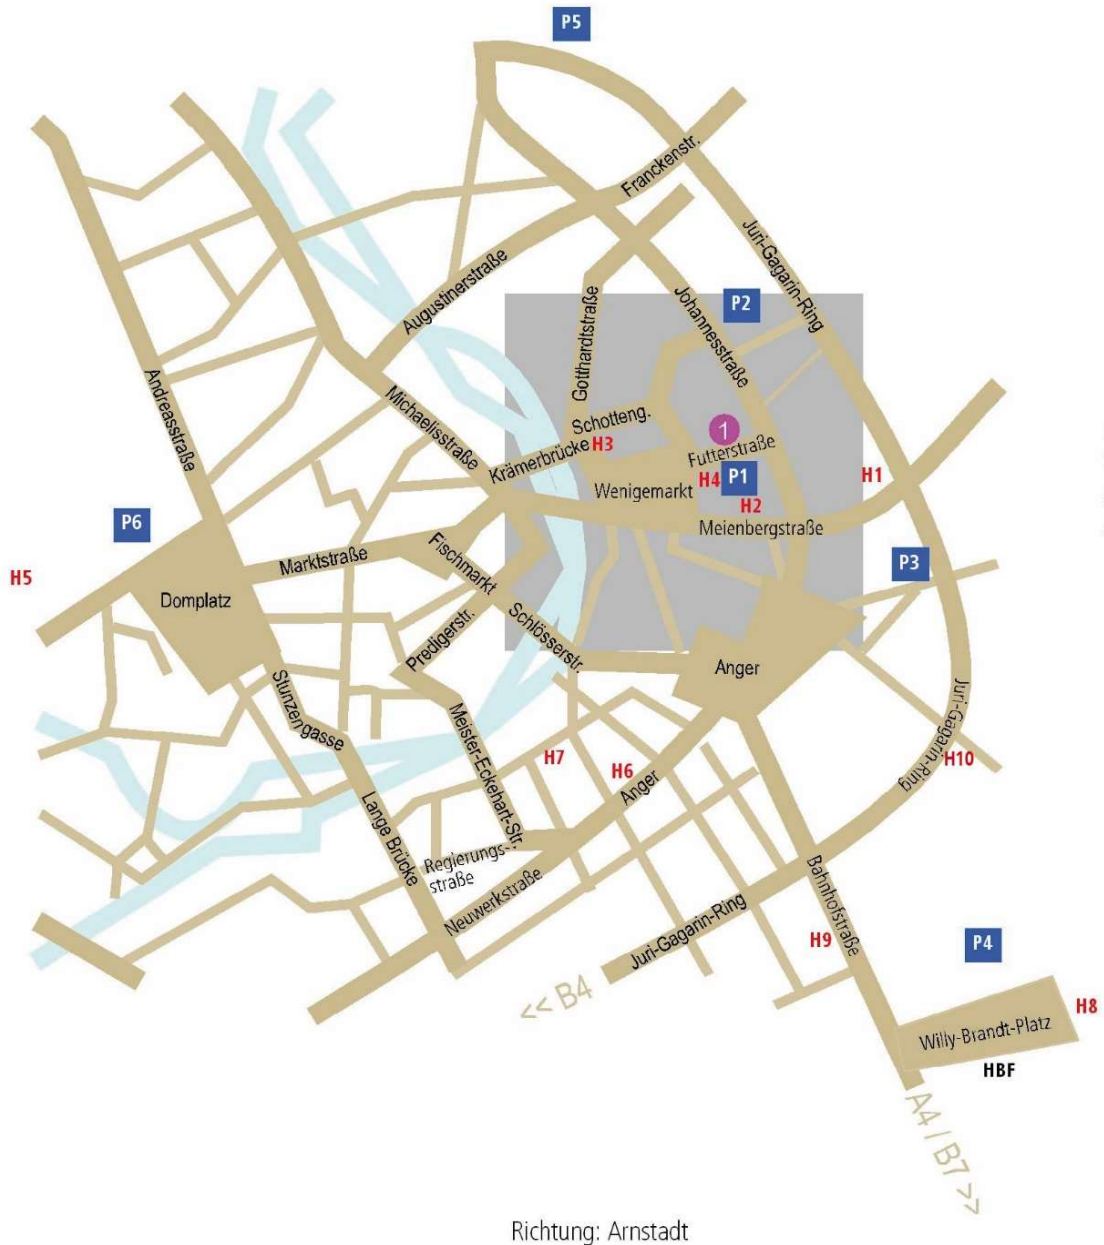 P5
Franckenstr.
Juri-Gagarin-Ring
Augustinerstraße
Gotthardtstraße
Johannesstraße
P2
Andreasstraße
Michaelisstraße
Schotteng.
Krämerbrücke
H3
1
Futterstraße
H4
P1
H1
Wenigemarkt
H2
Meienbergstraße
P6
Marktstraße
Fischmarkt
P3
H5
Domplatz
Predigerstr.
Schlösserstr.
Anger
Stunzengasse
Meister-Eckehart-Str.
Juri-Gagarin-Ring
H7
H6
Anger
H10
Lange Brücke
Regierungs-
straße
Neuwerkstraße
Bahnhofstraße
Juri-Gagarin-Ring
H9
P4
<< B4
H8
Willy-Brandt-Platz
HBF
A4 / B7 >>
Richtung: Arnstadt